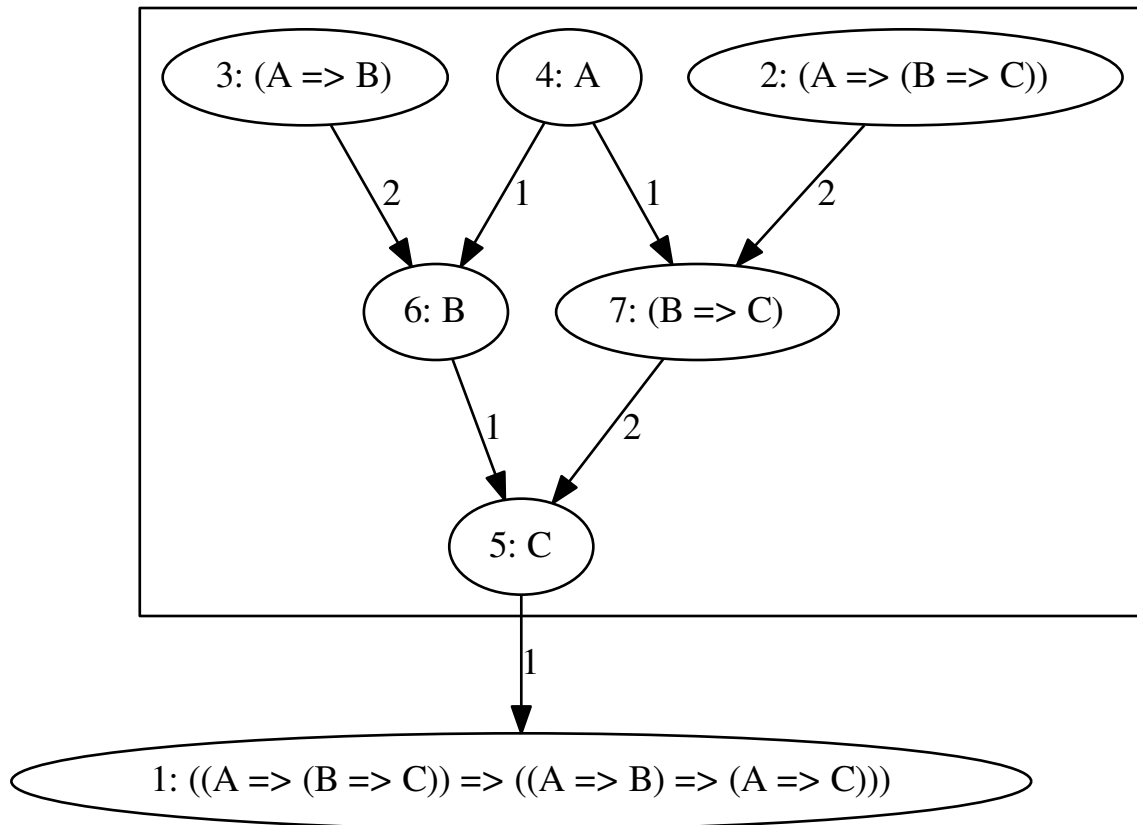 3: (A => B)
4: A
2: (A => (B => C))
2
1
1
2
6: B
7: (B => C)
1
2
5: C
1
1: ((A => (B => C)) => ((A => B) => (A => C)))